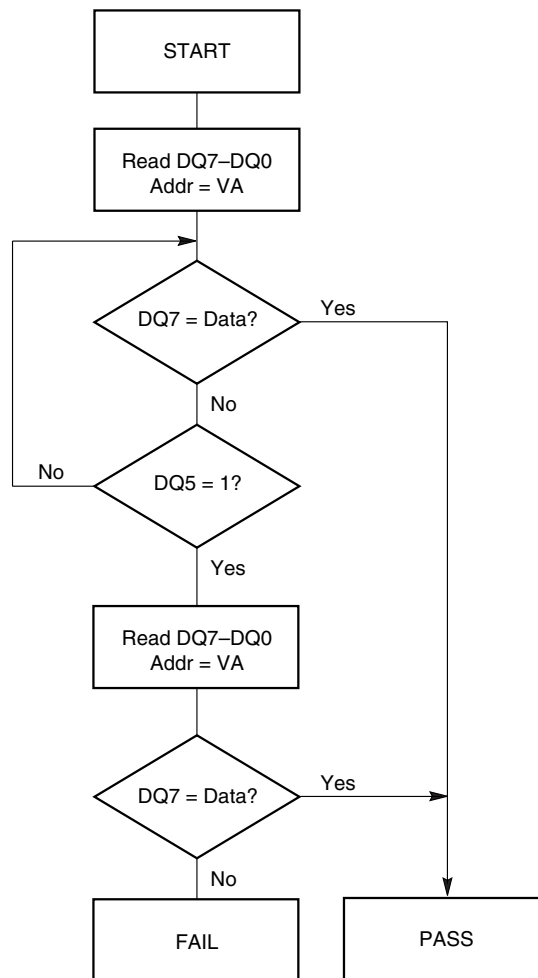 START
Read DQ7–DQ0
Addr = VA
DQ7 = Data?
Yes
No
No
DQ5 = 1?
Yes
Read DQ7–DQ0
Addr = VA
DQ7 = Data?
Yes
No
FAIL
PASS